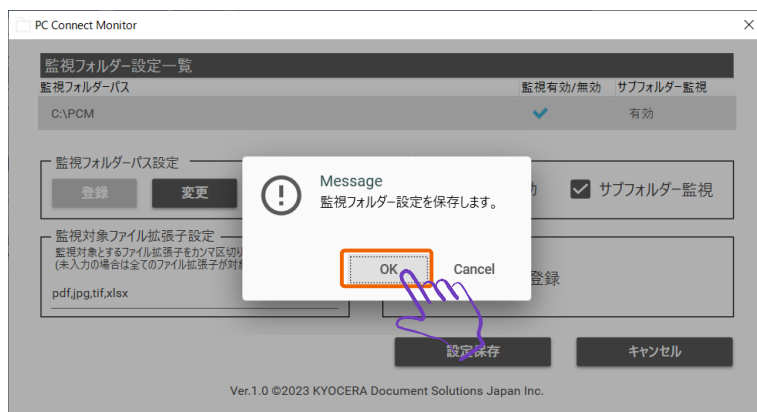 PC Connect Monitor
監視フォルダー設定一覧
監視フォルダーパス 監視有効/無効 サブフォルダー監視
C:\PCM 有効
監視フォルダーパス設定
登録 変更
サブフォルダー監視
Message
監視フォルダー設定を保存します。
OK Cancel
監視対象ファイル拡張子設定
監視対象とするファイル拡張子をカンマ区切り
(未入力の場合は全てのファイル拡張子が対象
pdf,jpg,tif,xlsx
登録
設定保存 キャンセル
Ver.1.0 ©2023 KYOCERA Document Solutions Japan Inc.